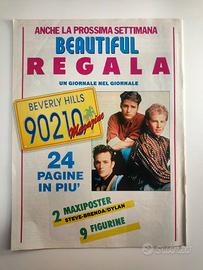 ANCHE LA PROSSIMA SETTIMANA
BEAUTIFUL
REGALA
UN GIORNALE NEL GIORNALE
BEVERLY HILLS
90210
Magazine
24
PAGINE
IN PIU'
2 MAXIPOSTER
STEVE-BRENDA/DYLAN
9 FIGURINE
subito